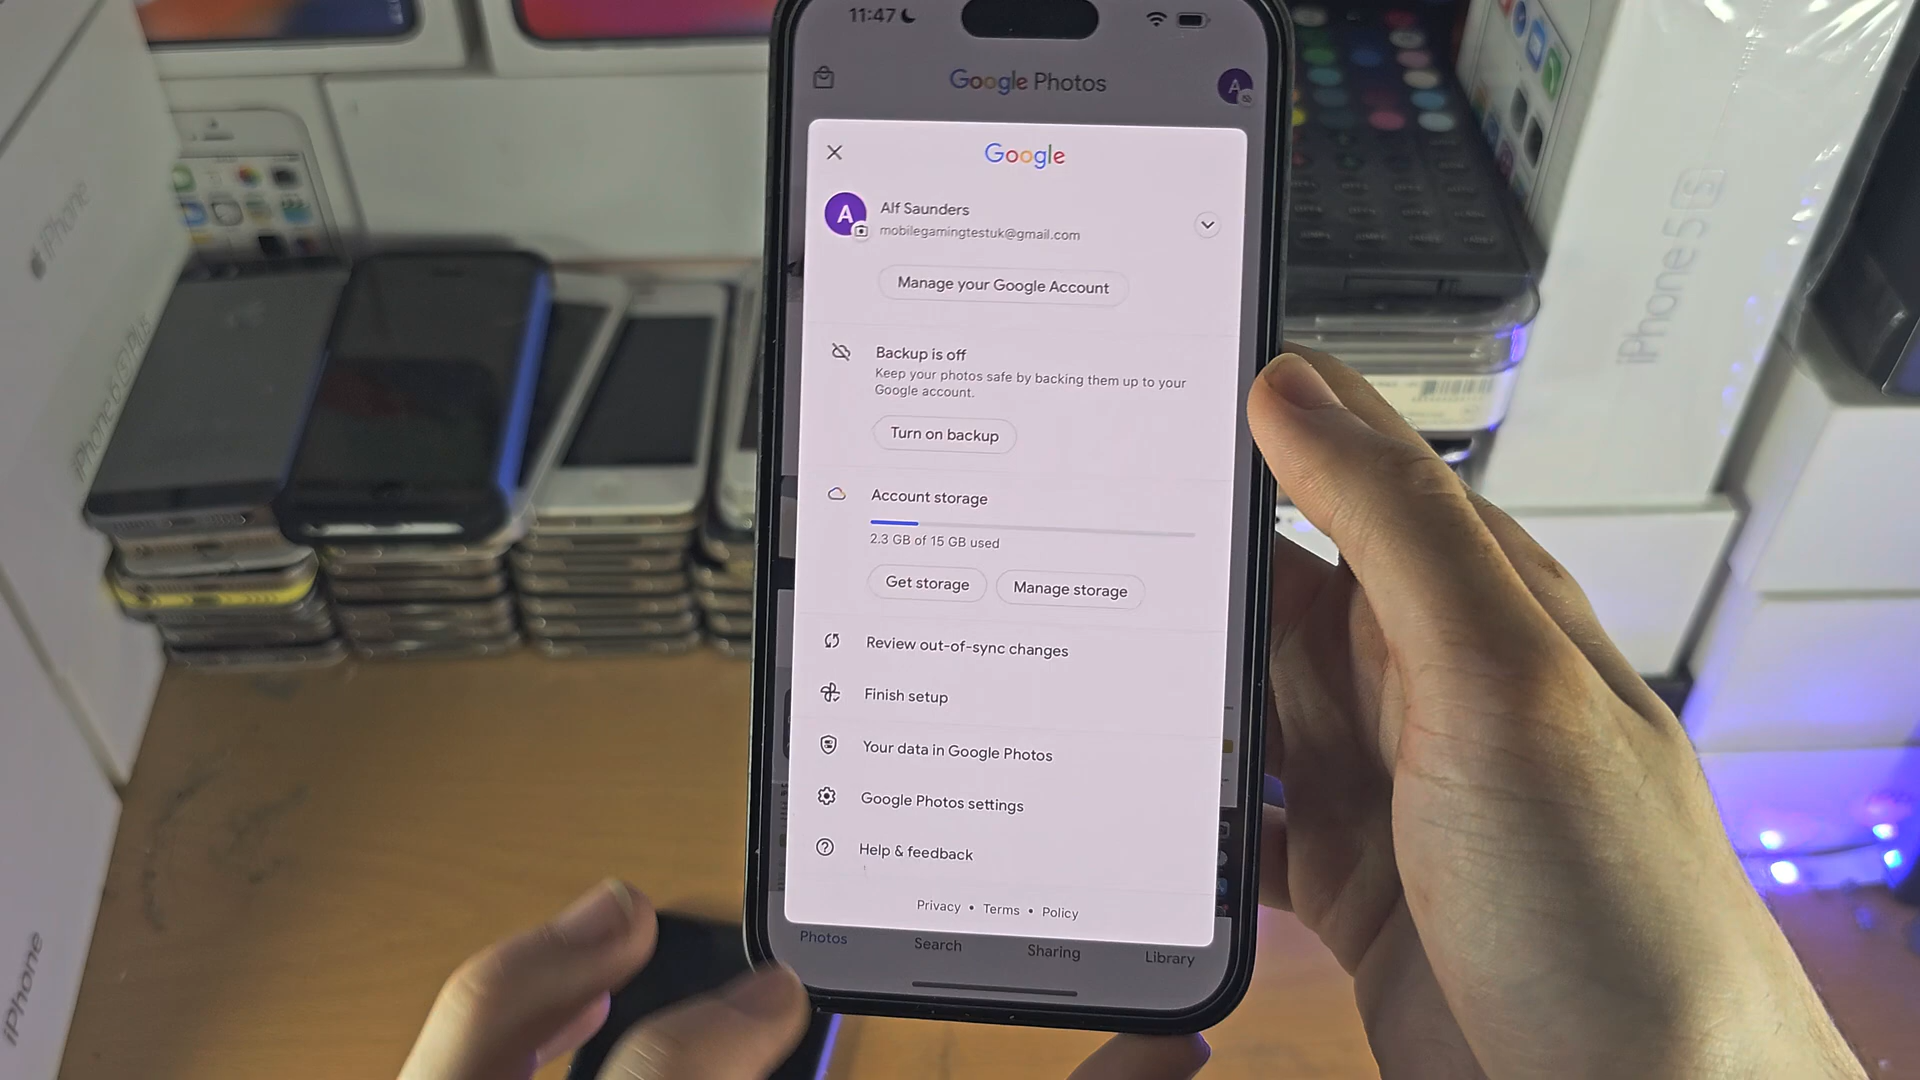 11:47
Google Photos
A
Google
A
Alf Saunders
mobilegamingtestuk@gmail.com
Manage your Google Account
Backup is off
Keep your photos safe by backing them up to your
Google account.
Turn on backup
Account storage
2.3 GB of 15 GB used
Get storage
Manage storage
Review out-of-sync changes
Finish setup
Your data in Google Photos
Google Photos settings
Help & feedback
Privacy • Terms • Policy
Photos
Search
Sharing
Library
iPhone
iPhone 6S Plus
iPhone
iPhone 5S